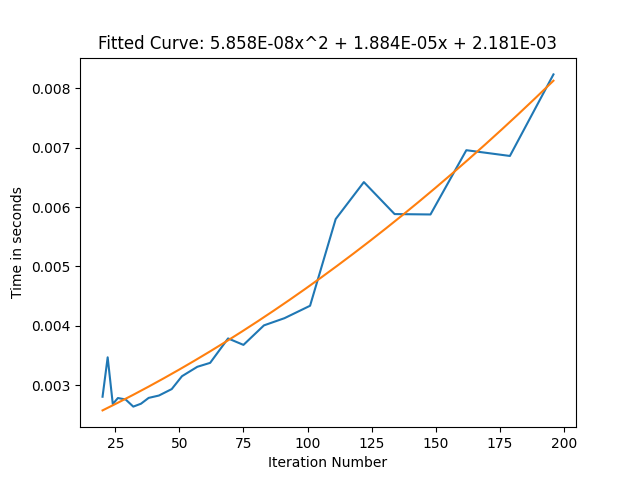 Fitted Curve: 5.858E-08x^2 + 1.884E-05x + 2.181E-03
0.008
0.007
0.006
0.005
0.004
0.003
Time in seconds
25 50 75 100 125 150 175 200
Iteration Number